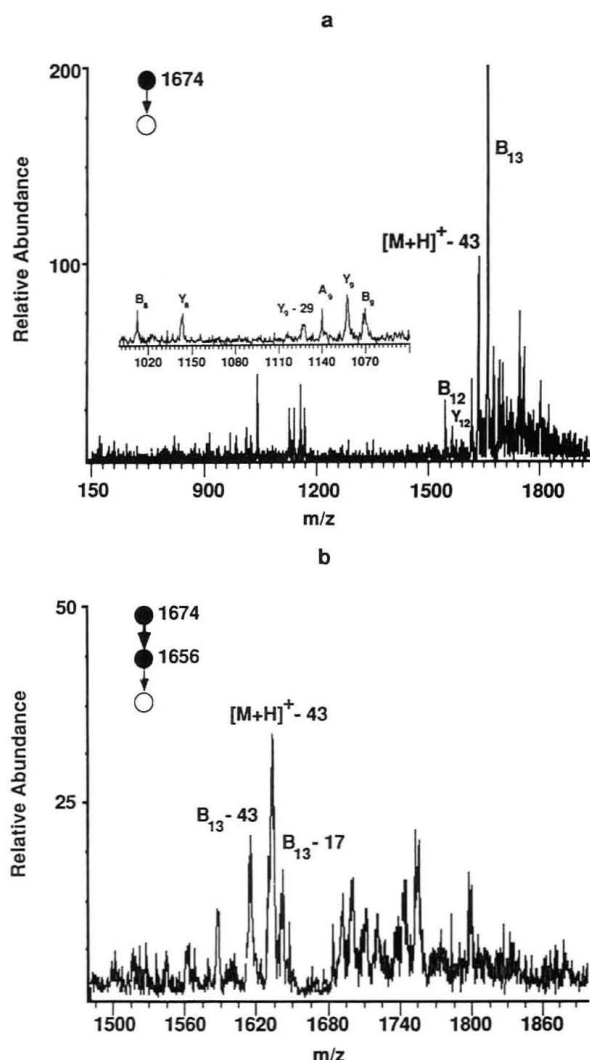 a
Relative Abundance
200
100
1674
[M+H]+- 43
B13
B8
Y8
Y9 - 29
A9
Y9
B9
1020
1150
1080
1110
1140
1070
B12
Y12
150
900
1200
1500
1800
m/z
b
Relative Abundance
50
25
1674
1656
[M+H]+- 43
B13- 43
B13- 17
1500
1560
1620
1680
1740
1800
1860
m/z